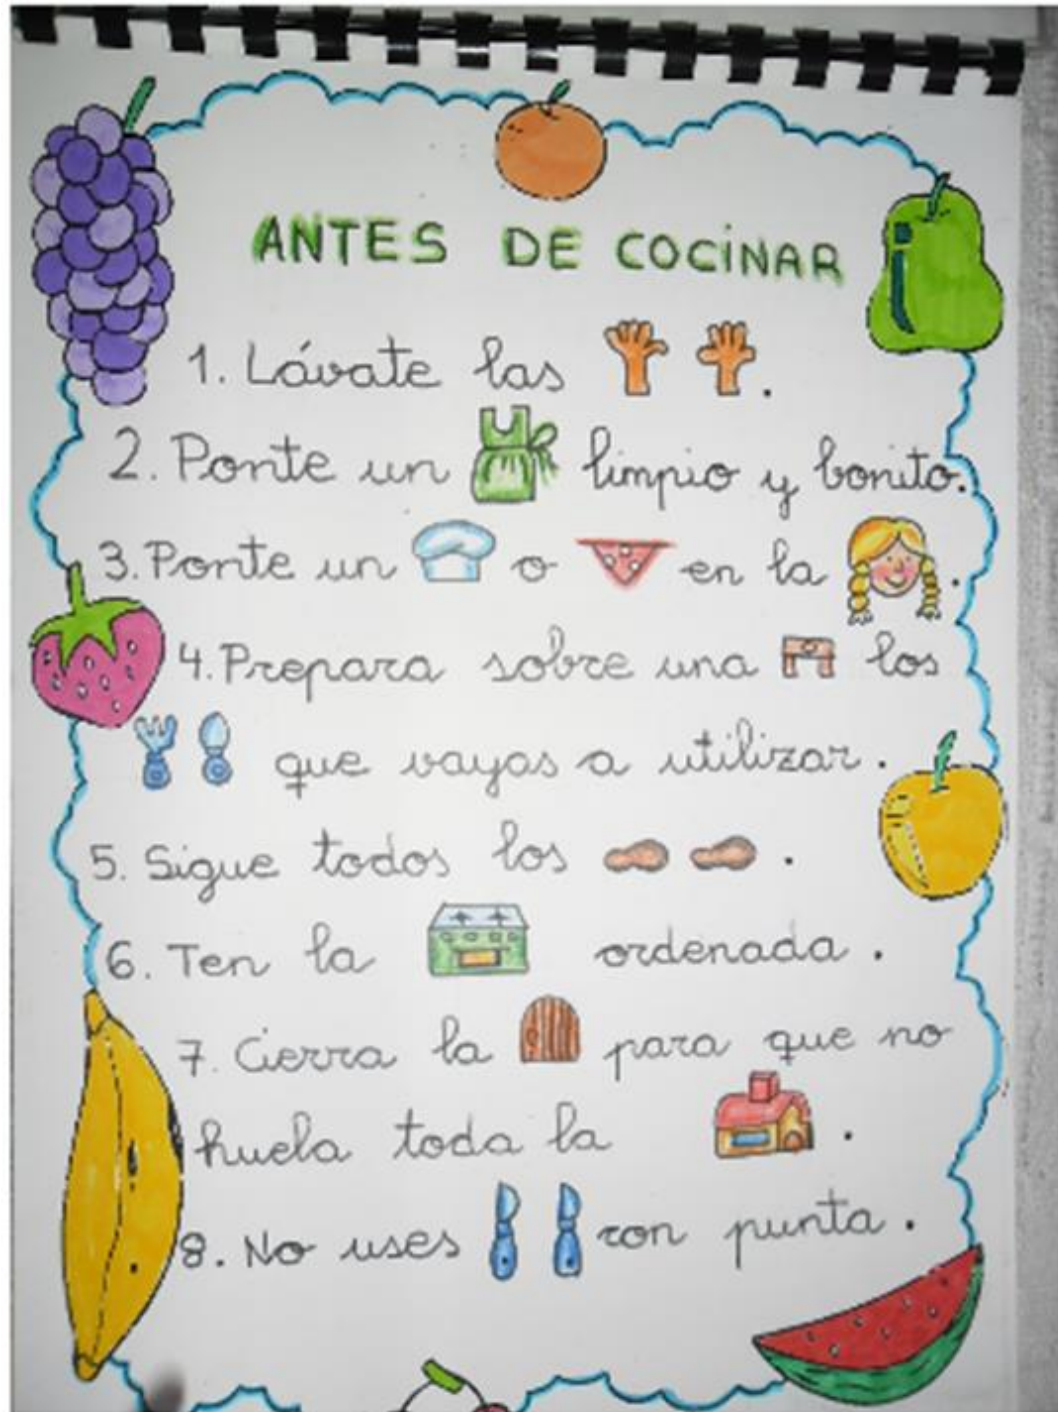 ANTES DE COCINAR
1. Lávate las .
2. Ponte un limpio y bonito.
3. Ponte un o en la .
4. Prepara sobre una los
que vayas a utilizar.
5. Sigue todos los .
6. Ten la ordenada.
7. Cierra la para que no
huela toda la .
8. No uses con punta.